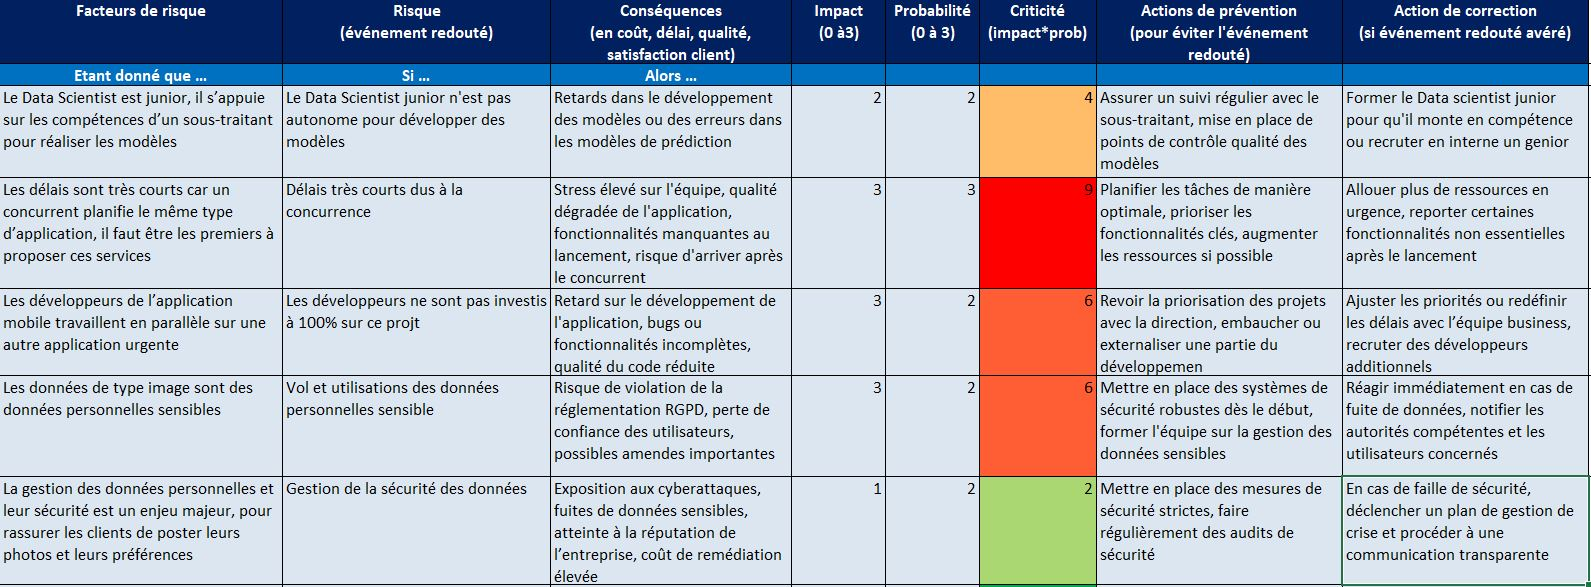 Facteurs de risque
Risque
(événement redouté)
Conséquences
(en coût, délai, qualité,
satisfaction client)
Impact
(0 à3)
Probabilité
(0 à 3)
Criticité
(impact*prob)
Actions de prévention
(pour éviter l'événement
redouté)
Action de correction
(si événement redouté avéré)
Etant donné que ...
Si ...
Alors ...
Le Data Scientist est junior, il s’appuie
sur les compétences d’un sous-traitant
pour réaliser les modèles
Le Data Scientist junior n'est pas
autonome pour développer des
modèles
Retards dans le développement
des modèles ou des erreurs dans
les modèles de prédiction
2
2
4
Assurer un suivi régulier avec le
sous-traitant, mise en place de
points de contrôle qualité des
modèles
Former le Data scientist junior
pour qu'il monte en compétence
ou recruter en interne un genior
Les délais sont très courts car un
concurrent planifie le même type
d’application, il faut être les premiers à
proposer ces services
Délais très courts dus à la
concurrence
Stress élevé sur l'équipe, qualité
dégradée de l'application,
fonctionnalités manquantes au
lancement, risque d'arriver après
le concurrent
3
3
9
Planifier les tâches de manière
optimale, prioriser les
fonctionnalités clés, augmenter
les ressources si possible
Allouer plus de ressources en
urgence, reporter certaines
fonctionnalités non essentielles
après le lancement
Les développeurs de l’application
mobile travaillent en parallèle sur une
autre application urgente
Les développeurs ne sont pas investis
à 100% sur ce projt
Retard sur le développement de
l'application, bugs ou
fonctionnalités incomplètes,
qualité du code réduite
3
2
6
Revoir la priorisation des projets
avec la direction, embaucher ou
externaliser une partie du
développemen
Ajuster les priorités ou redéfinir
les délais avec l’équipe business,
recruter des développeurs
additionnels
Les données de type image sont des
données personnelles sensibles
Vol et utilisations des données
personnelles sensible
Risque de violation de la
réglementation RGPD, perte de
confiance des utilisateurs,
possibles amendes importantes
3
2
6
Mettre en place des systèmes de
sécurité robustes dès le début,
former l'équipe sur la gestion des
données sensibles
Réagir immédiatement en cas de
fuite de données, notifier les
autorités compétentes et les
utilisateurs concernés
La gestion des données personnelles et
leur sécurité est un enjeu majeur, pour
rassurer les clients de poster leurs
photos et leurs préférences
Gestion de la sécurité des données
Exposition aux cyberattaques,
fuites de données sensibles,
atteinte à la réputation de
l’entreprise, coût de remédiation
élevée
1
2
2
Mettre en place des mesures de
sécurité strictes, faire
régulièrement des audits de
sécurité
En cas de faille de sécurité,
déclencher un plan de gestion de
crise et procéder à une
communication transparente